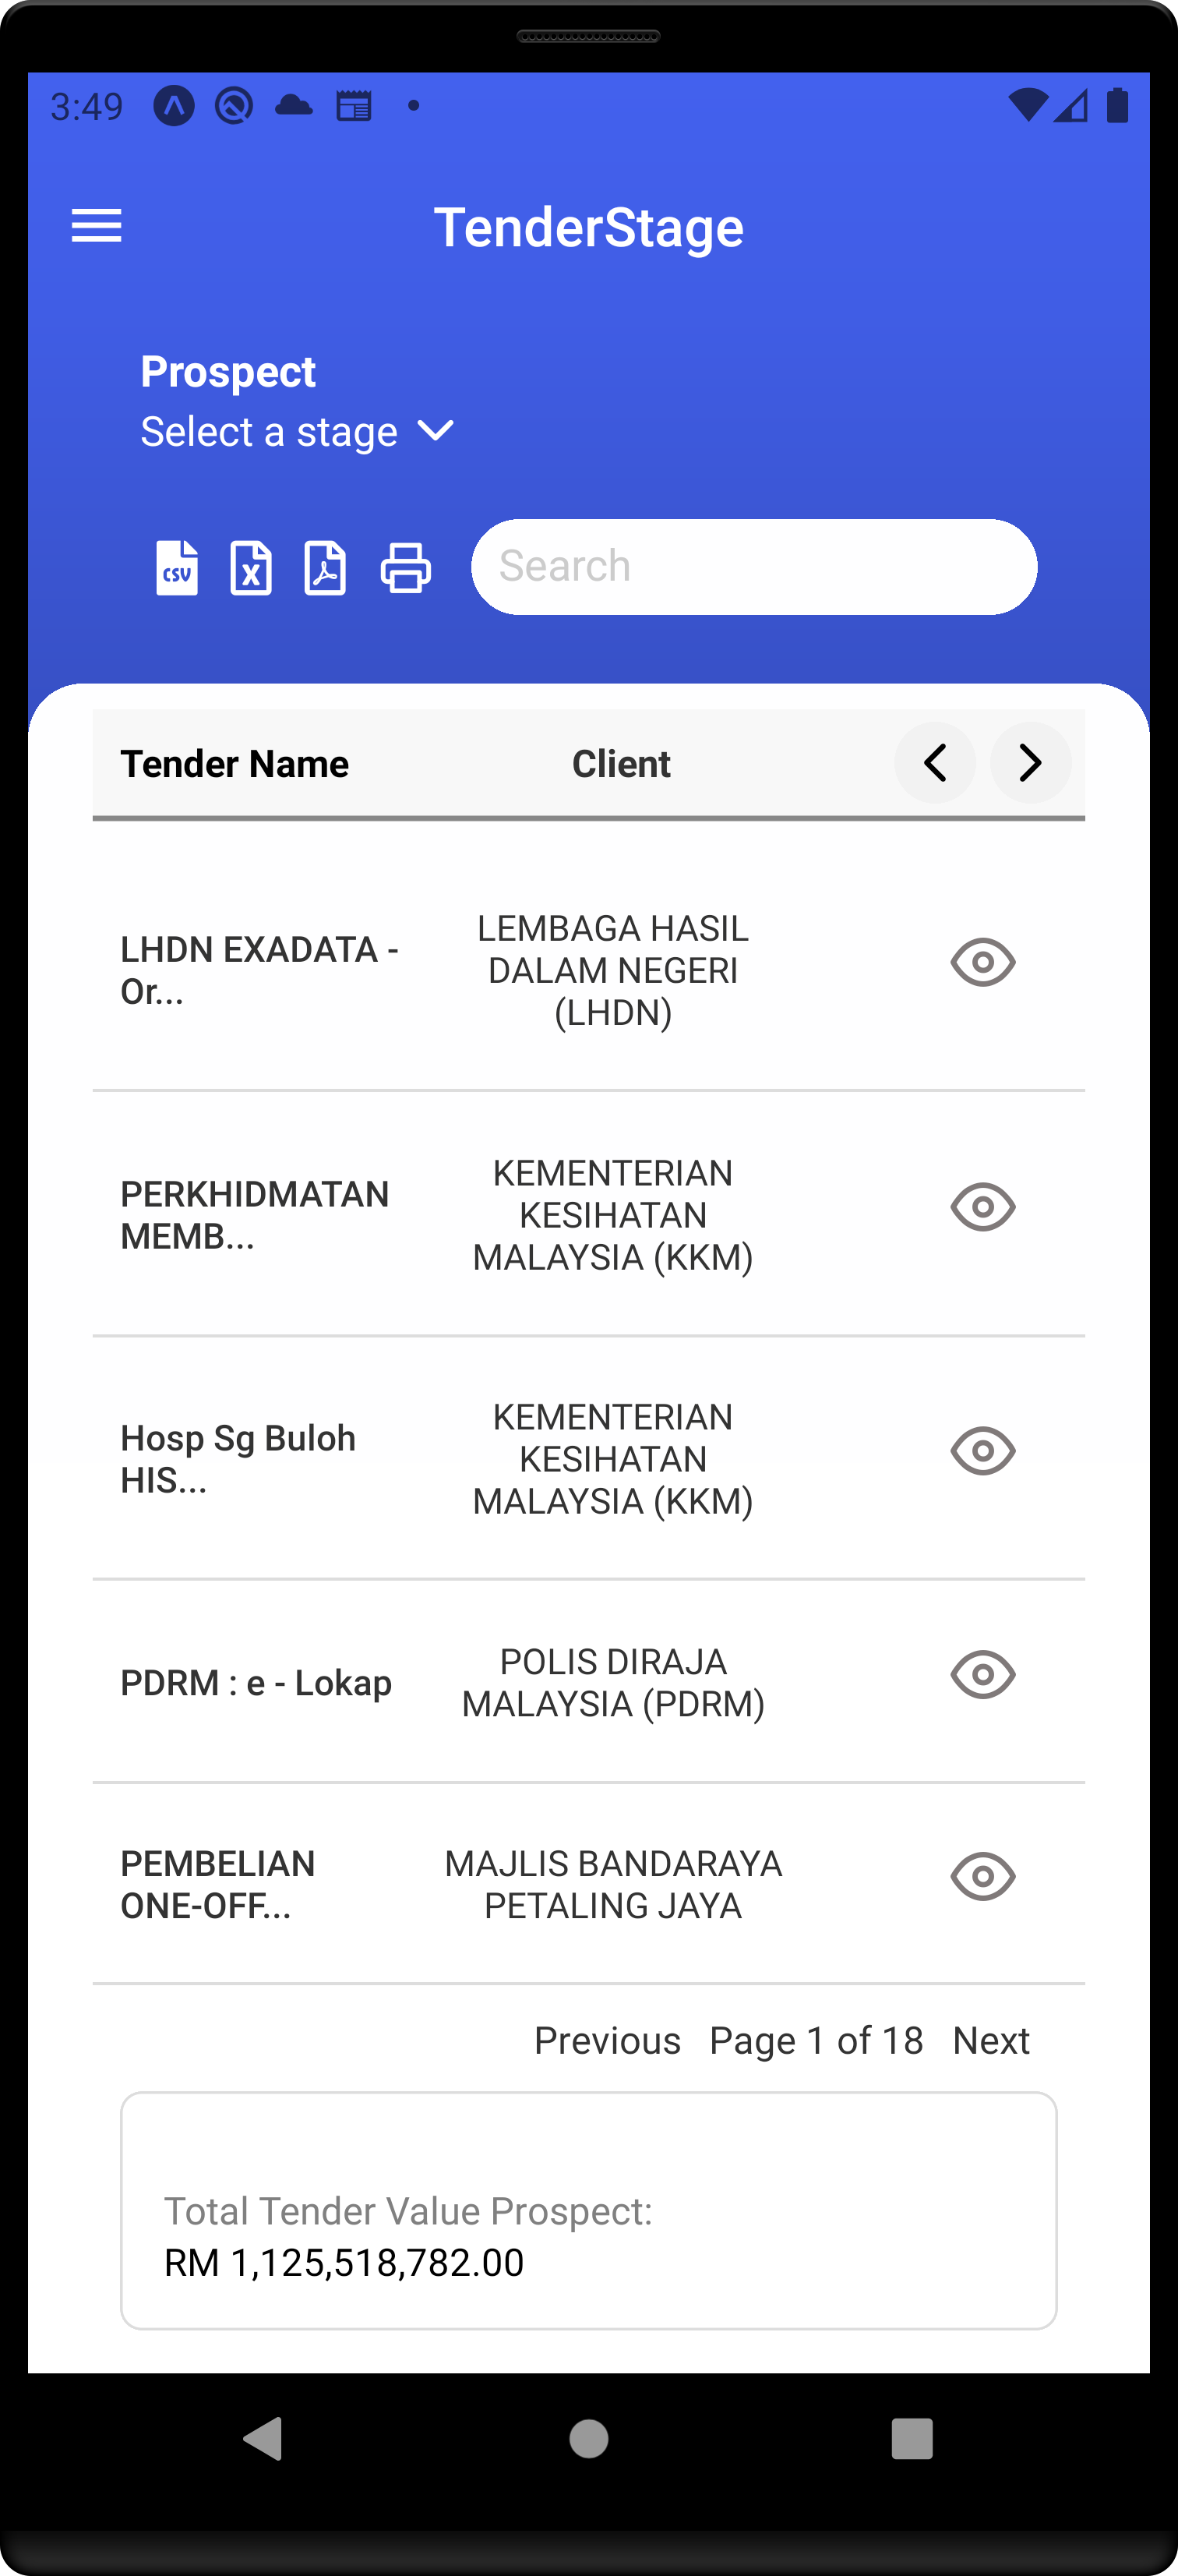 3:49
TenderStage
Prospect
Select a stage
CSV
X
Search
Tender Name Client
LHDN EXADATA -
Or...
LEMBAGA HASIL
DALAM NEGERI
(LHDN)
PERKHIDMATAN
MEMB...
KEMENTERIAN
KESIHATAN
MALAYSIA (KKM)
Hosp Sg Buloh
HIS...
KEMENTERIAN
KESIHATAN
MALAYSIA (KKM)
PDRM : e - Lokap
POLIS DIRAJA
MALAYSIA (PDRM)
PEMBELIAN
ONE-OFF...
MAJLIS BANDARAYA
PETALING JAYA
Previous Page 1 of 18 Next
Total Tender Value Prospect:
RM 1,125,518,782.00